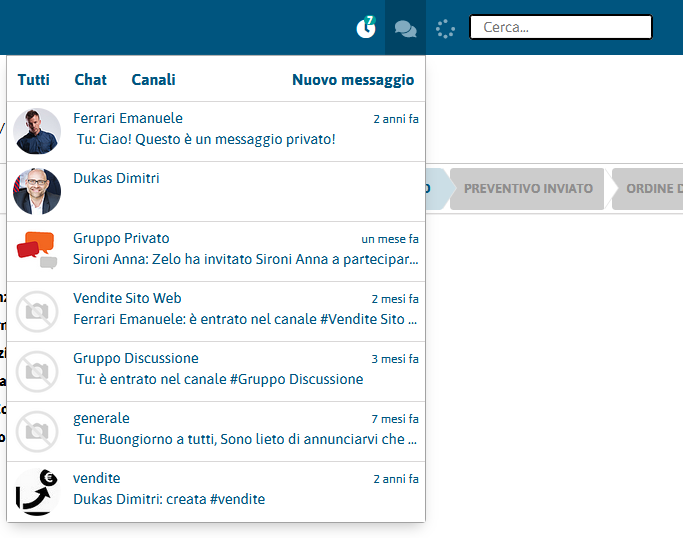 7
Cerca...
Tutti Chat Canali Nuovo messaggio
Ferrari Emanuele 2 anni fa
Tu: Ciao! Questo è un messaggio privato!
Dukas Dimitri
PREVENTIVO INVIATO ORDINE D
Gruppo Privato un mese fa
Sironi Anna: Zelo ha invitato Sironi Anna a partecipar...
Vendite Sito Web 2 mesi fa
Ferrari Emanuele: è entrato nel canale #Vendite Sito ...
Gruppo Discussione 3 mesi fa
Tu: è entrato nel canale #Gruppo Discussione
generale 7 mesi fa
Tu: Buongiorno a tutti, Sono lieto di annunciarvi che ...
vendite 2 anni fa
Dukas Dimitri: creata #vendite